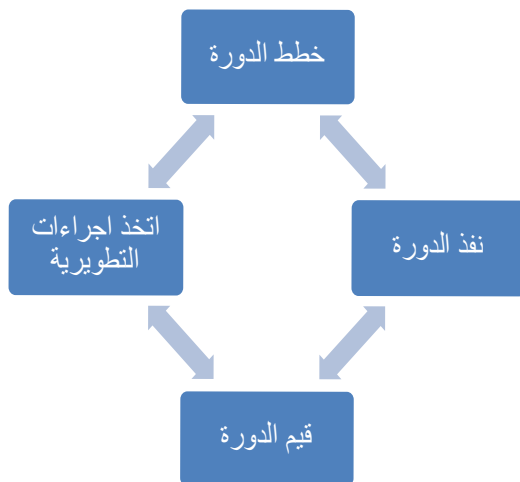 خطط الدورة
نفذ الدورة
قيم الدورة
اتخذ اجراءات
التطويرية